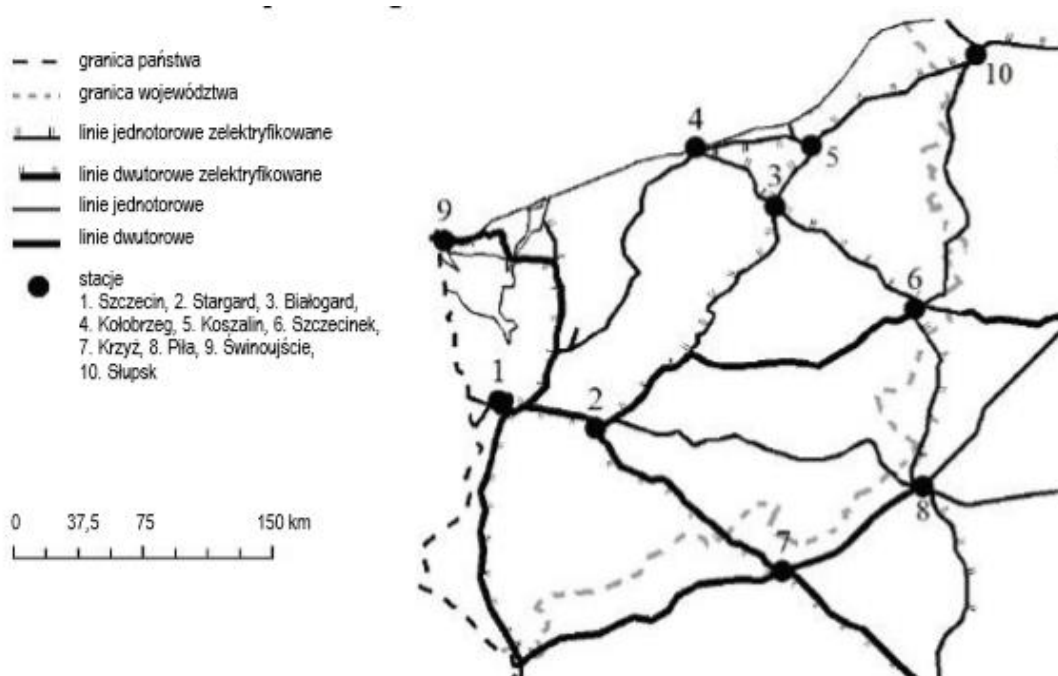 granica państwa
granica województwa
linie jednotorowe zelektryfikowane
linie dwutorowe zelektryfikowane
linie jednotorowe
linie dwutorowe
stacje
1. Szczecin, 2. Stargard, 3. Białogard,
4. Kołobrzeg, 5. Koszalin, 6. Szczecinek,
7. Krzyż, 8. Piła, 9. Świnoujście,
10. Słupsk
0 37,5 75 150 km
10
4
5
3
9
6
1
2
8
7